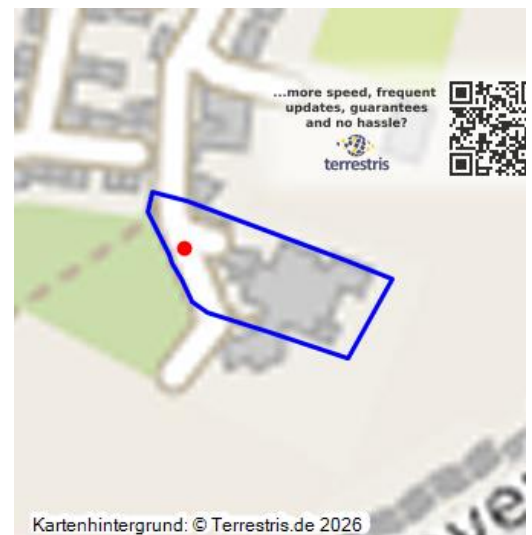 ...more speed, frequent
updates, guarantees
and no hassle?
terrestris
Kartenhintergrund: © Terrestris.de 2026